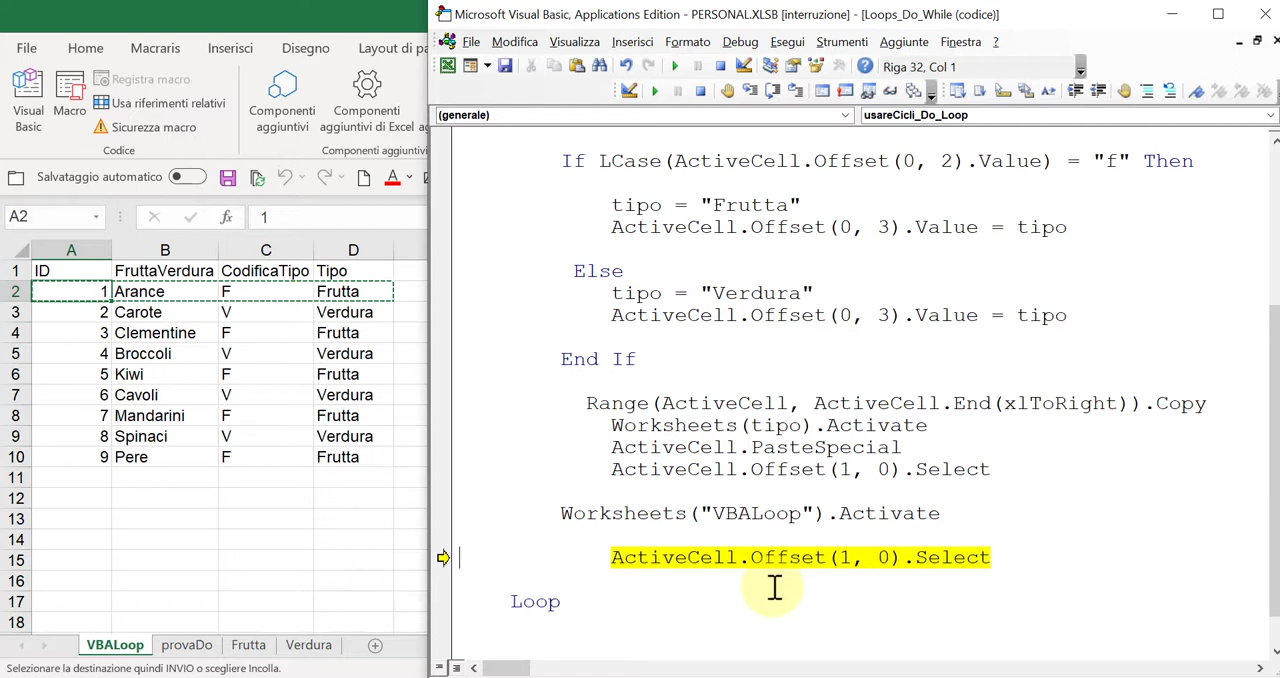 Microsoft Visual Basic, Applications Edition - PERSONAL.XLSB [interruzione] - [Loops_Do_While (codice)]
File Home Macraris Inserisci Disegno Layout di pa
File Modifica Visualizza Inserisci Formato Debug Esegui Strumenti Aggiunte Finestra ?
Riga 32, Col 1
Visual Basic
Macro
Registra macro
Usa riferimenti relativi
Sicurezza macro
Componenti aggiuntivi
Componenti aggiuntivi di Excel
Codice
Componenti aggiuntivi
(generale)
usareCicli_Do_Loop
Salvataggio automatico
A2
fx
1
A B C D
1 ID FruttaVerdura CodificaTipo Tipo
2 1 Arance F Frutta
3 2 Carote V Verdura
4 3 Clementine F Frutta
5 4 Broccoli V Verdura
6 5 Kiwi F Frutta
7 6 Cavoli V Verdura
8 7 Mandarini F Frutta
9 8 Spinaci V Verdura
10 9 Pere F Frutta
11
12
13
14
15
16
17
18
If LCase(ActiveCell.Offset(0, 2).Value) = "f" Then
tipo = "Frutta"
ActiveCell.Offset(0, 3).Value = tipo
Else
tipo = "Verdura"
ActiveCell.Offset(0, 3).Value = tipo
End If
Range(ActiveCell, ActiveCell.End(xlToRight)).Copy
Worksheets(tipo).Activate
ActiveCell.PasteSpecial
ActiveCell.Offset(1, 0).Select
Worksheets("VBALoop").Activate
ActiveCell.Offset(1, 0).Select
Loop
VBALoop provaDo Frutta Verdura
Selezionare la destinazione quindi INVIO o scegliere Incolla.